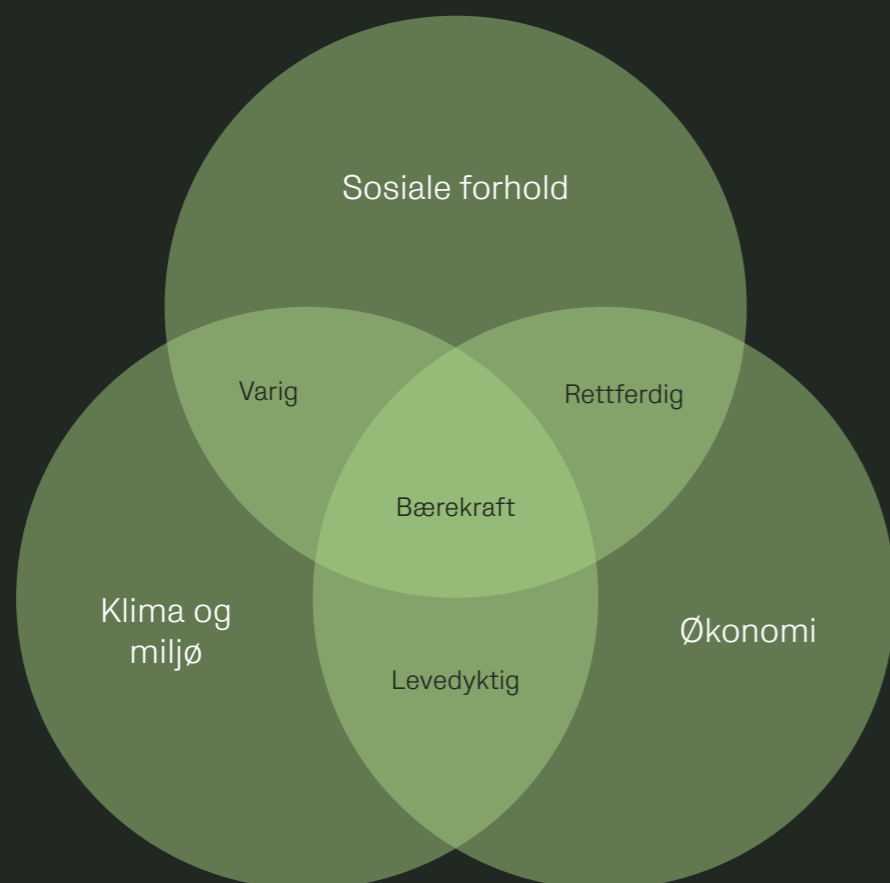 Sosiale forhold
Varig
Rettferdig
Bærekraft
Klima og
miljø
Økonomi
Levedyktig